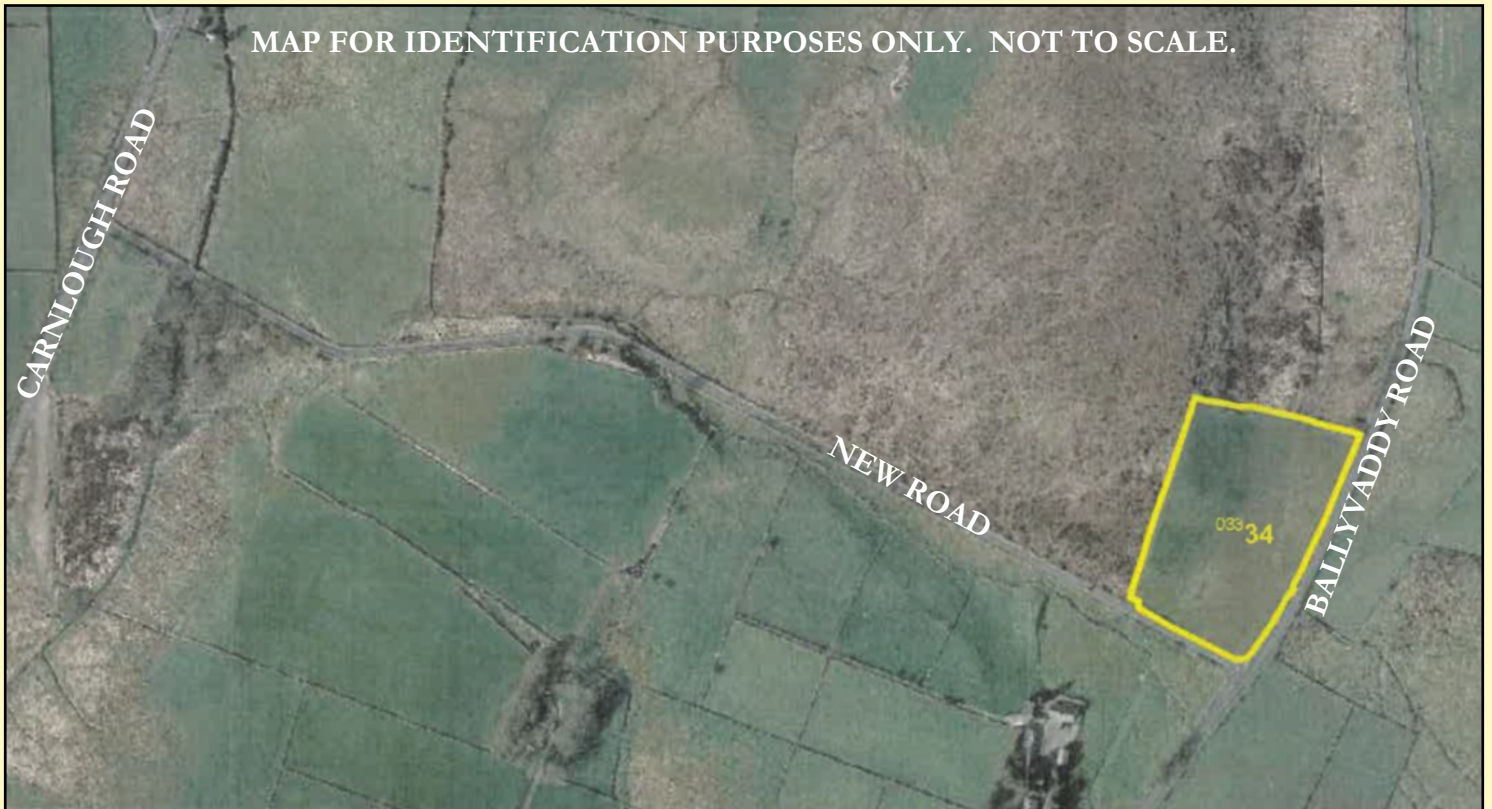 MAP FOR IDENTIFICATION PURPOSES ONLY. NOT TO SCALE.
CARNLOUGH ROAD
NEW ROAD
BALLYVADDY ROAD
033 34